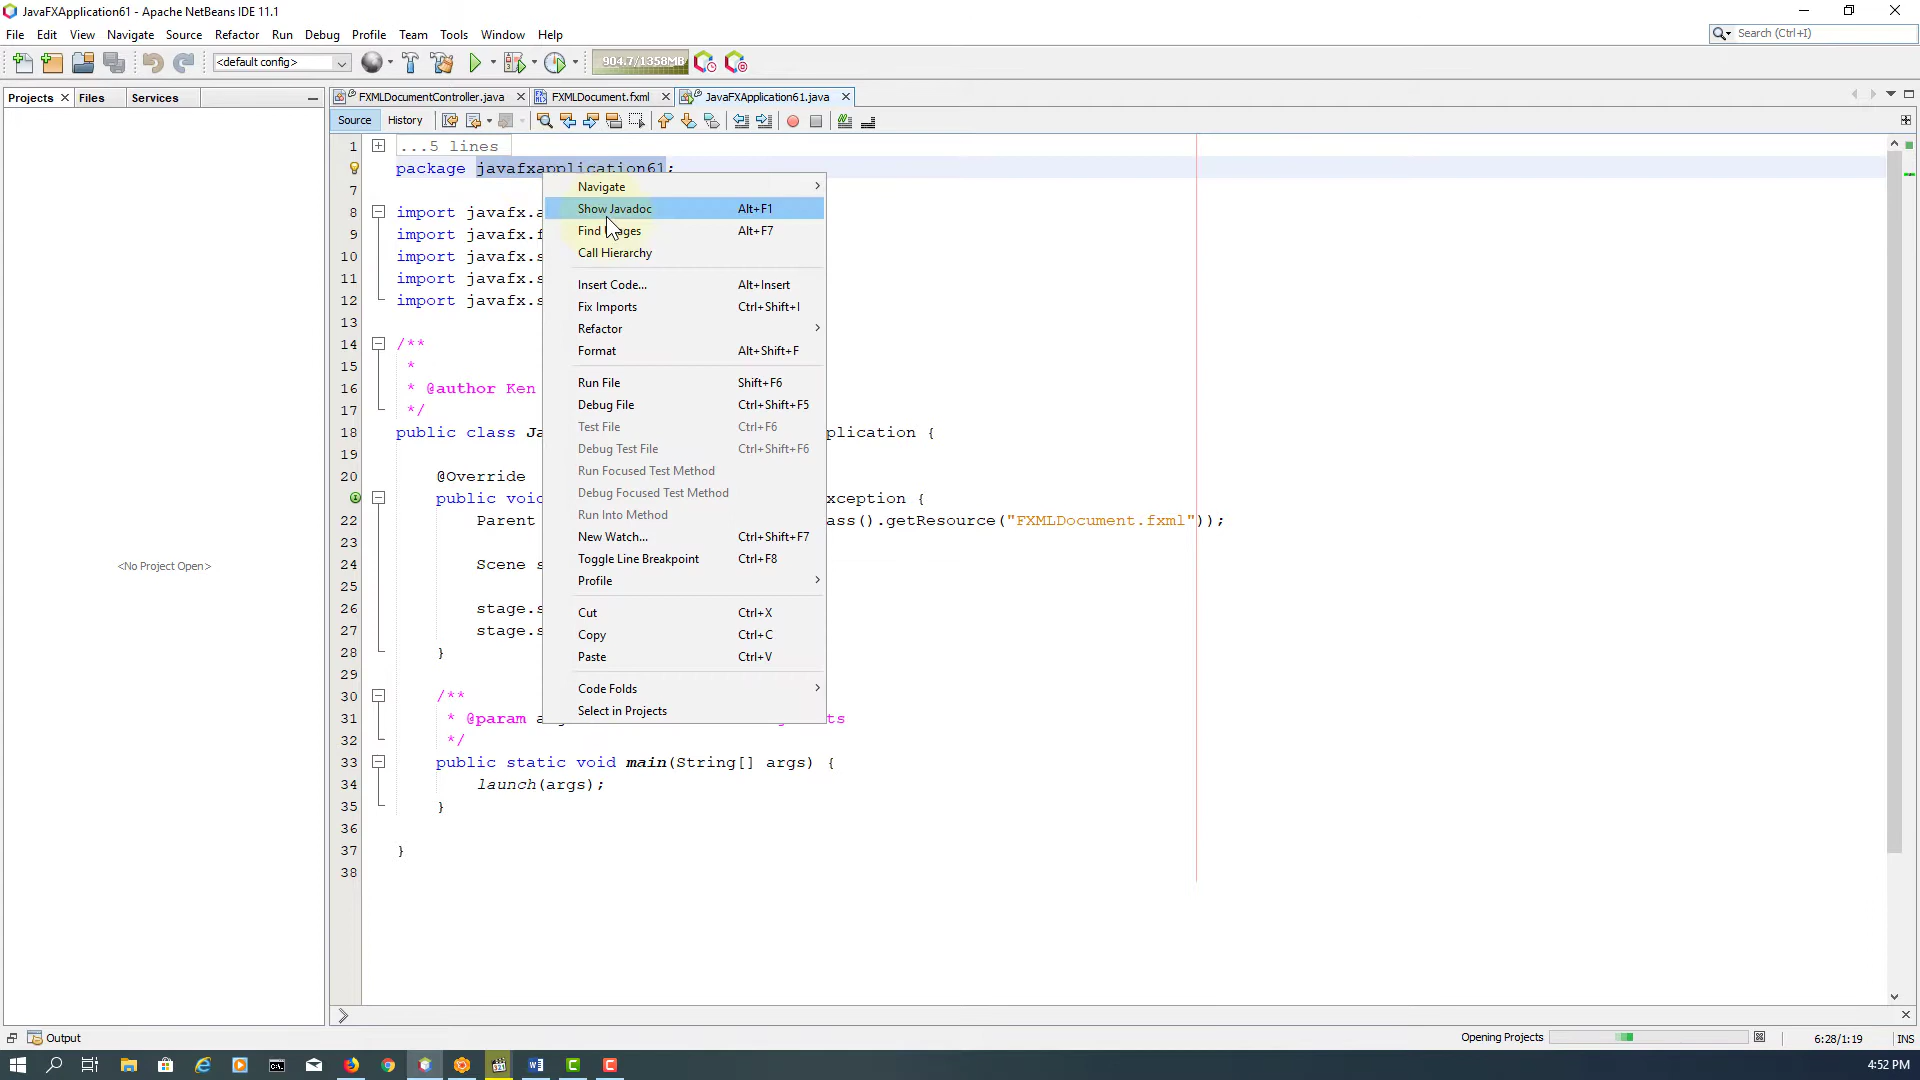 JavaFXApplication61 - Apache NetBeans IDE 11.1
File Edit View Navigate Source Refactor Run Debug Profile Team Tools Window Help
Search (Ctrl+I)
<default config>
904.7/1358MB
Projects Files Services
FXMLDocumentController.java FXMLDocument.fxml JavaFXApplication61.java
Source History
1 ...5 lines
package javafxapplication61;
7
8 import javafx.a
9 import javafx.f
10 import javafx.s
11 import javafx.s
12 import javafx.s
13
14 /**
15 *
16 * @author Ken
17 */
18 public class Ja plication {
19
20 @Override
public void xception {
22 Parent ass().getResource("FXMLDocument.fxml"));
23
24 Scene s
25
26 stage.s
27 stage.s
28 }
29
30 /**
31 * @param a ts
32 */
33 public static void main(String[] args) {
34 launch(args);
35 }
36
37 }
38
Navigate
Show Javadoc Alt+F1
Find Alt+F7
Call Hierarchy
Insert Code... Alt+Insert
Fix Imports Ctrl+Shift+I
Refactor
Format Alt+Shift+F
Run File Shift+F6
Debug File Ctrl+Shift+F5
Test File Ctrl+F6
Debug Test File Ctrl+Shift+F6
Run Focused Test Method
Debug Focused Test Method
Run Into Method
New Watch... Ctrl+Shift+F7
Toggle Line Breakpoint Ctrl+F8
Profile
Cut Ctrl+X
Copy Ctrl+C
Paste Ctrl+V
Code Folds
Select in Projects
<No Project Open>
Output
Opening Projects
6:28/1:19 INS
4:52 PM